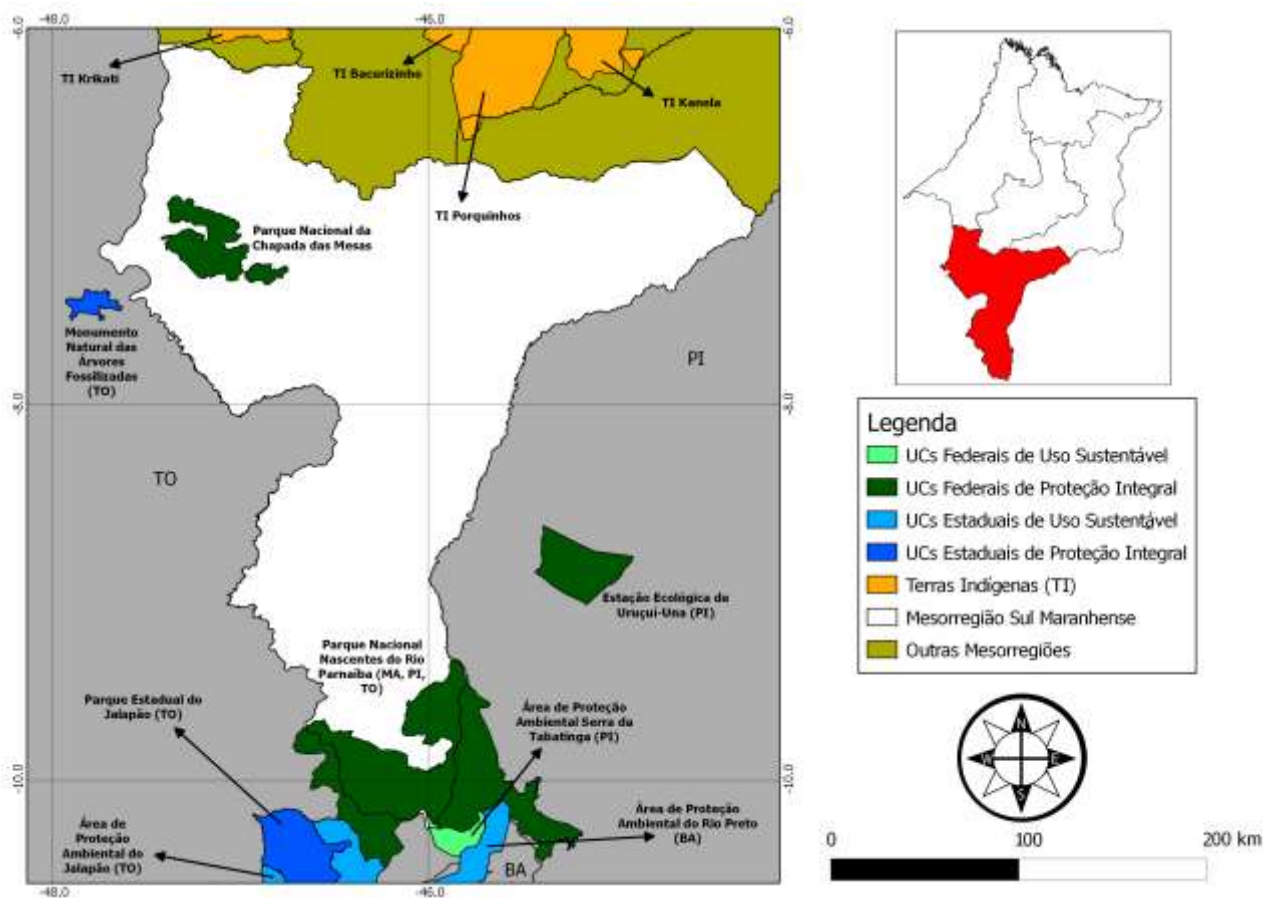 -48.0
-46.0
-6.0
-6.0
TI Krikati
TI Bacurizinho
TI Kanela
TI Porquinhos
Parque Nacional da
Chapada das Mesas
Monumento
Natural das
Árvores
Fossilizadas
(TO)
PI
-8.0
-8.0
TO
Estação Ecológica de
Uruçuí-Una (PI)
Parque Nacional
Nascentes do Rio
Parnaíba (MA, PI,
TO)
Parque Estadual do
Jalapão (TO)
Área de Proteção
Ambiental Serra da
Tabatinga (PI)
-10.0
-10.0
Área de
Proteção
Ambiental do
Jalapão (TO)
Área de Proteção
Ambiental do Rio Preto
(BA)
BA
-48.0
-46.0
Legenda
UCs Federais de Uso Sustentável
UCs Federais de Proteção Integral
UCs Estaduais de Uso Sustentável
UCs Estaduais de Proteção Integral
Terras Indígenas (TI)
Mesorregião Sul Maranhense
Outras Mesorregiões
N
W
E
S
0
100
200 km